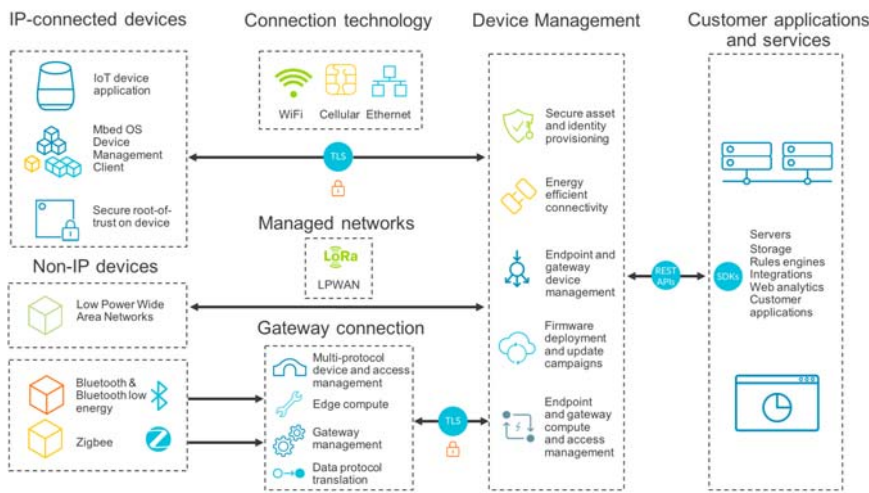 IP-connected devices
IoT device
application
Mbed OS
Device
Management
Client
Secure root-of-
trust on device
Non-IP devices
Low Power Wide
Area Networks
Bluetooth &
Bluetooth low
energy
Zigbee
Connection technology
WiFi
Cellular
Ethernet
TLS
Managed networks
LoRa
LPWAN
Gateway connection
Multi-protocol
device and access
management
Edge compute
Gateway
management
Data protocol
translation
TLS
Device Management
Secure asset
and identity
provisioning
Energy
efficient
connectivity
Endpoint and
gateway
device
management
Firmware
deployment
and update
campaigns
Endpoint
and gateway
compute
and access
management
REST
APIs
Customer applications
and services
SDKs
Servers
Storage
Rules engines
Integrations
Web analytics
Customer
applications